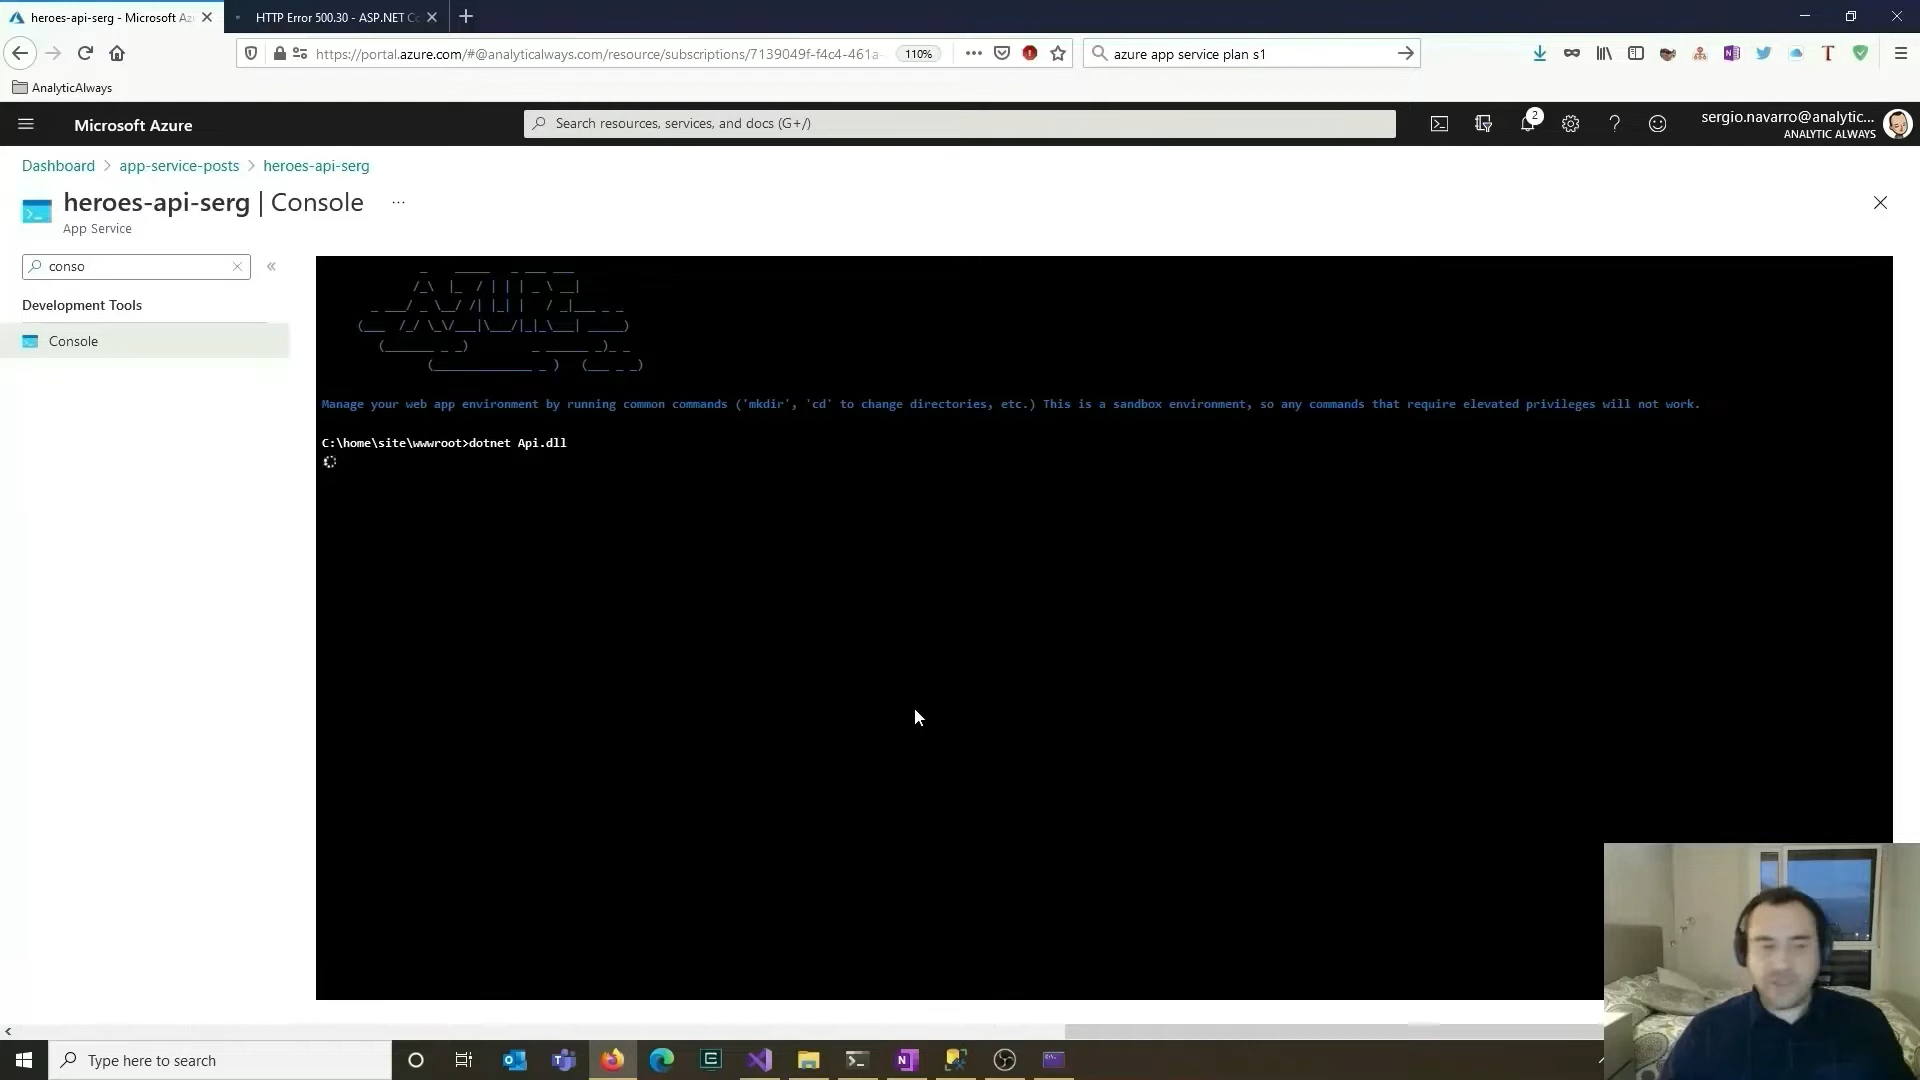 heroes-api-serg - Microsoft Az
HTTP Error 500.30 - ASP.NET Co
https://portal.azure.com/#@analyticalways.com/resource/subscriptions/7139049f-f4c4-461a-
110%
azure app service plan s1
AnalyticAlways
Microsoft Azure
Search resources, services, and docs (G+/)
2
sergio.navarro@analytic...
ANALYTIC ALWAYS
Dashboard > app-service-posts > heroes-api-serg
heroes-api-serg | Console ...
App Service
conso
Development Tools
Console
Manage your web app environment by running common commands ('mkdir', 'cd' to change directories, etc.) This is a sandbox environment, so any commands that require elevated privileges will not work.
C:\home\site\wwwroot>dotnet Api.dll
Type here to search